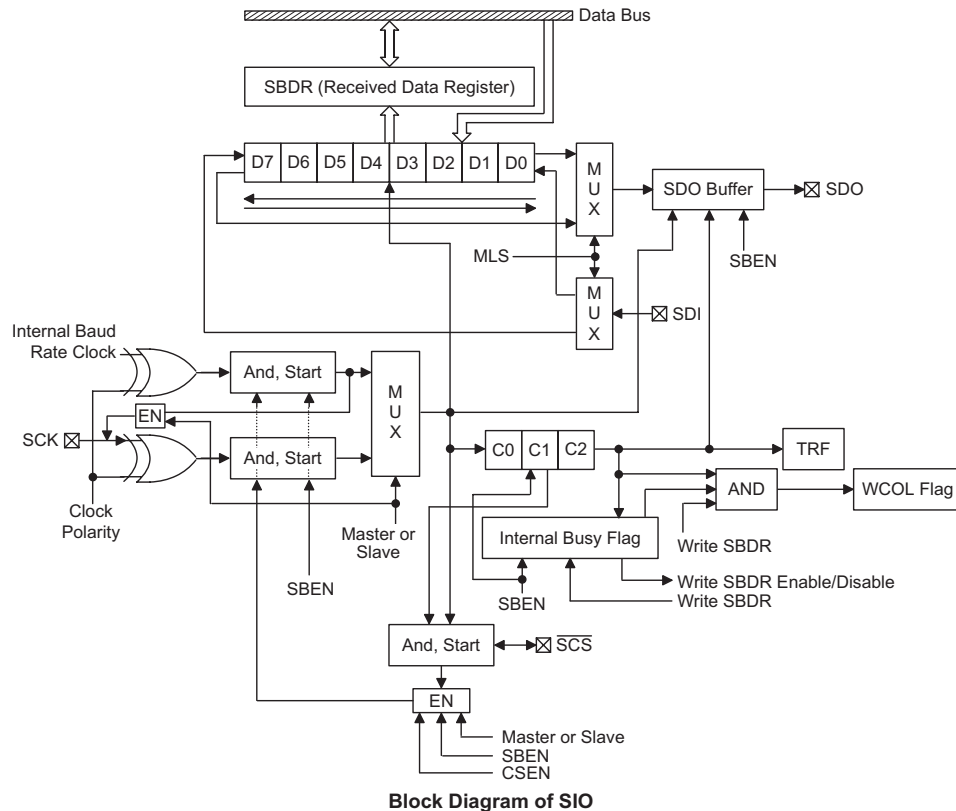 Data Bus
SBDR (Received Data Register)
D7 D6 D5 D4 D3 D2 D1 D0
M
U
X
SDO Buffer
SDO
MLS
SBEN
M
U
X
SDI
Internal Baud
Rate Clock
And, Start
M
U
X
EN
SCK
And, Start
C0 C1 C2
TRF
Clock
Polarity
Master or
Slave
AND
WCOL Flag
Internal Busy Flag
Write SBDR
SBEN
SBEN
Write SBDR Enable/Disable
Write SBDR
And, Start
SCS
EN
Master or Slave
SBEN
CSEN
Block Diagram of SIO